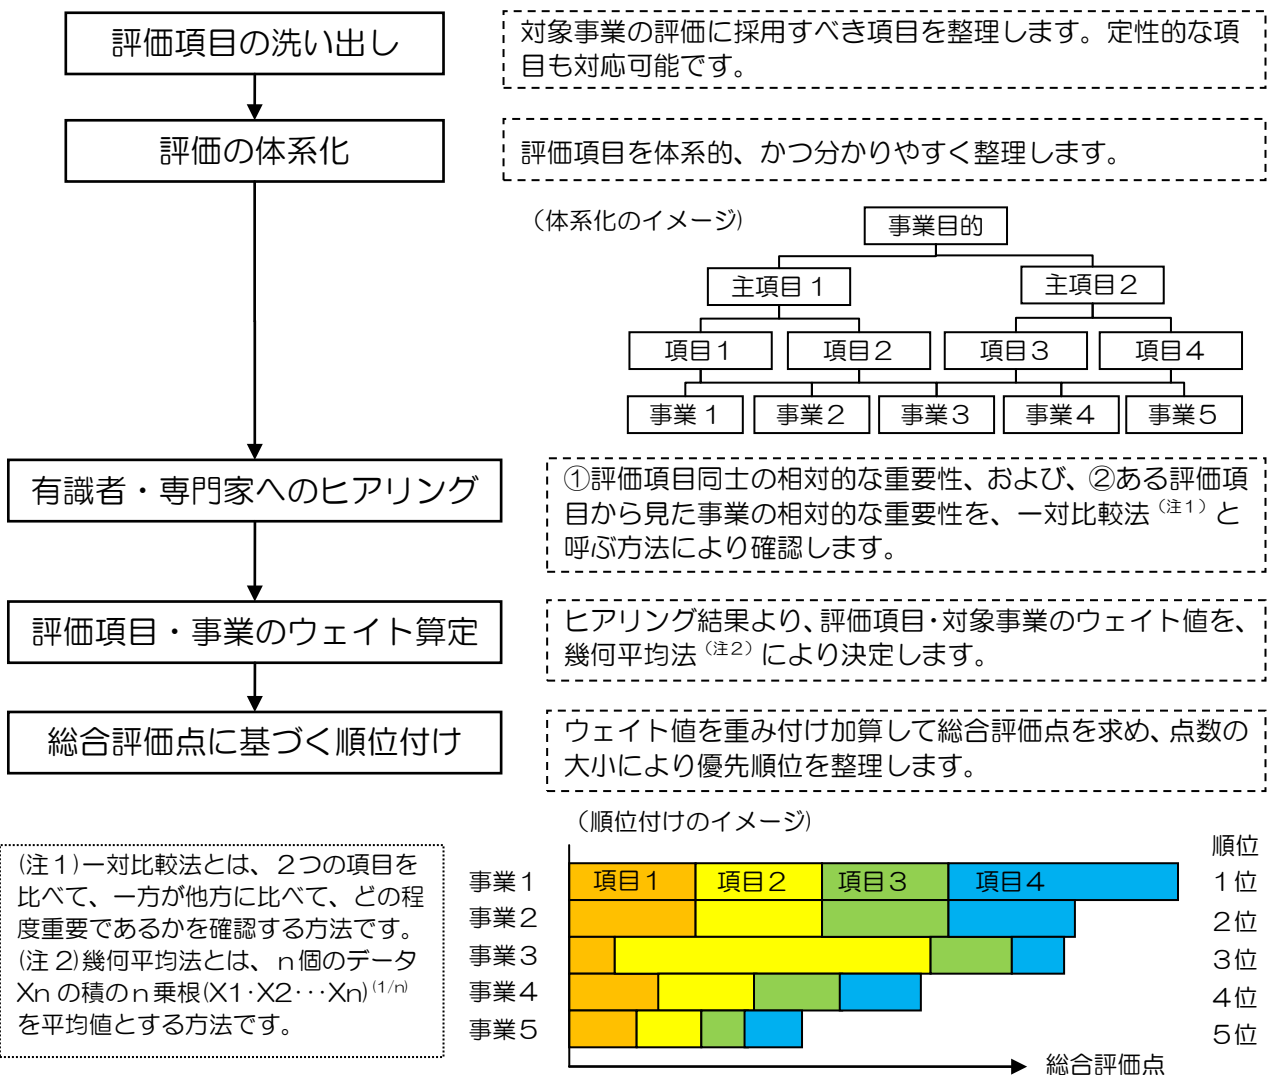 評価項目の洗い出し
対象事業の評価に採用すべき項目を整理します。定性的な項
目も対応可能です。
評価の体系化
評価項目を体系的、かつ分かりやすく整理します。
（体系化のイメージ）
事業目的
主項目１
主項目２
項目１
項目２
項目３
項目４
事業１
事業２
事業３
事業４
事業５
有識者・専門家へのヒアリング
①評価項目同士の相対的な重要性、および、②ある評価項
目から見た事業の相対的な重要性を、一対比較法（注１）と
呼ぶ方法により確認します。
評価項目・事業のウェイト算定
ヒアリング結果より、評価項目・対象事業のウェイト値を、
幾何平均法（注２）により決定します。
総合評価点に基づく順位付け
ウェイト値を重み付け加算して総合評価点を求め、点数の
大小により優先順位を整理します。
（順位付けのイメージ）
順位
事業１
項目１
項目２
項目３
項目４
１位
事業２
２位
事業３
３位
事業４
４位
事業５
５位
総合評価点
(注１)一対比較法とは、２つの項目を
比べて、一方が他方に比べて、どの程
度重要であるかを確認する方法です。
(注２)幾何平均法とは、ｎ個のデータ
Xn の積のｎ乗根(X1･X2･･･Xn)(1/n)
を平均値とする方法です。